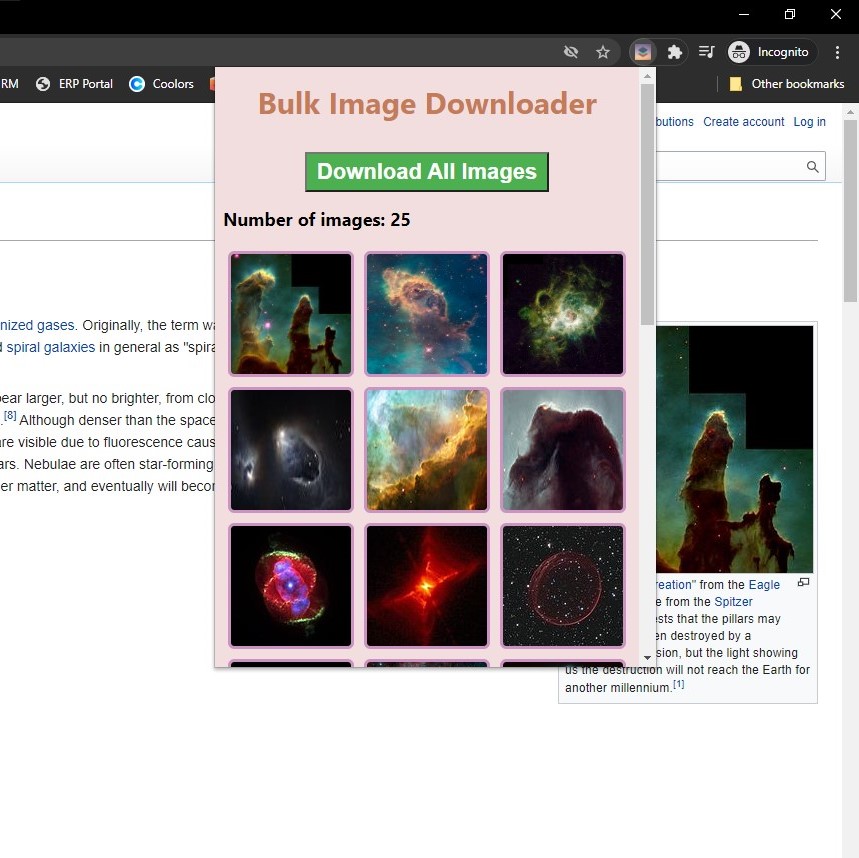 Incognito
RM
ERP Portal
Coolors
Other bookmarks
Bulk Image Downloader
Download All Images
Number of images: 25
Create account
Log in
nized gases. Originally, the term
spiral galaxies in general as "spira
ear larger, but no brighter, from clo
.[8] Although denser than the space
are visible due to fluorescence caus
ars. Nebulae are often star-forming
er matter, and eventually will becor
reation" from the Eagle
e from the Spitzer
sts that the pillars may
en destroyed by a
sion, but the light showing
us the destruction will not reach the Earth for
another millennium.[1]